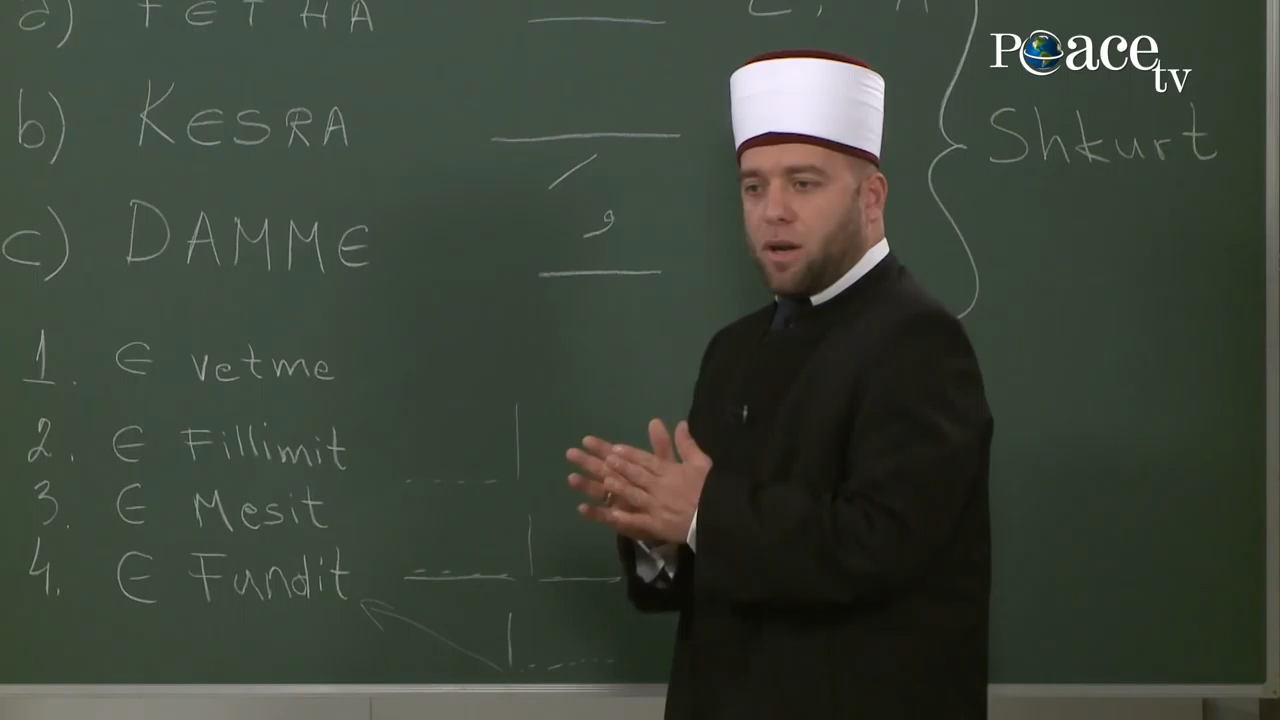 a) FETHA
b) KESRA
c) DAMME
Shkurt
1. E vetme
2. E Fillimit
3. E Mesit
4. E Fundit
Peace tv